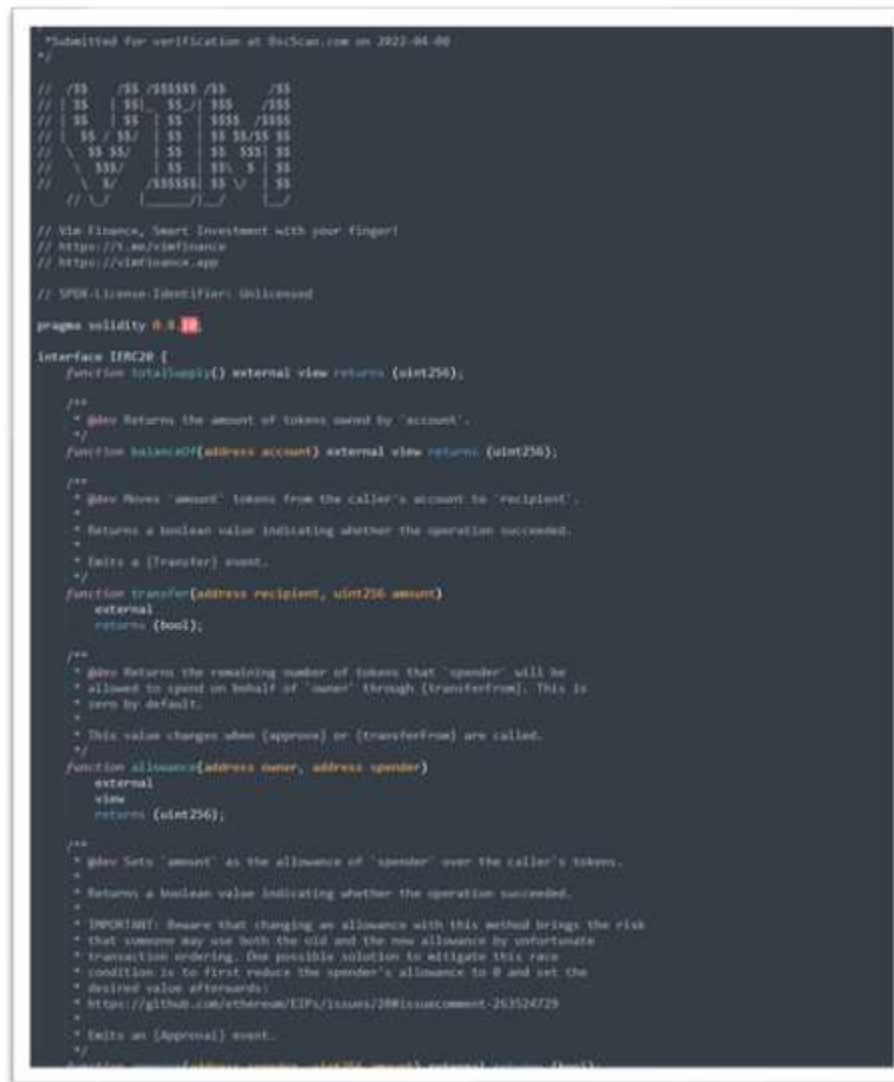 *Submitted for verification at BscScan.com on 2022-04-08
*/
//  /$$    /$$ /$$$$$$ /$$      /$$
// | $$   | $$|_  $$_/| $$$    /$$$
// | $$   | $$  | $$  | $$$$  /$$$$
// |  $$ / $$/  | $$  | $$ $$/$$ $$
//  \  $$ $$/   | $$  | $$  $$$| $$
//   \  $$$/    | $$  | $$\  $ | $$
//    \  $/    /$$$$$$| $$ \/  | $$
// \_/    |______/|__/     |__/
// Vim Finance, Smart Investment with your finger!
// https://t.me/vimfinance
// https://vimfinance.app
// SPDX-License-Identifier: Unlicensed
pragma solidity 0.8.10;
interface IERC20 {
function totalSupply() external view returns (uint256);
/**
* @dev Returns the amount of tokens owned by `account`.
*/
function balanceOf(address account) external view returns (uint256);
/**
* @dev Moves `amount` tokens from the caller's account to `recipient`.
*
* Returns a boolean value indicating whether the operation succeeded.
*
* Emits a {Transfer} event.
*/
function transfer(address recipient, uint256 amount)
external
returns (bool);
/**
* @dev Returns the remaining number of tokens that `spender` will be
* allowed to spend on behalf of `owner` through {transferFrom}. This is
* zero by default.
*
* This value changes when {approve} or {transferFrom} are called.
*/
function allowance(address owner, address spender)
external
view
returns (uint256);
/**
* @dev Sets `amount` as the allowance of `spender` over the caller's tokens.
*
* Returns a boolean value indicating whether the operation succeeded.
*
* IMPORTANT: Beware that changing an allowance with this method brings the risk
* that someone may use both the old and the new allowance by unfortunate
* transaction ordering. One possible solution to mitigate this race
* condition is to first reduce the spender's allowance to 0 and set the
* desired value afterwards:
* https://github.com/ethereum/EIPs/issues/20#issuecomment-263524729
*
* Emits an {Approval} event.
*/